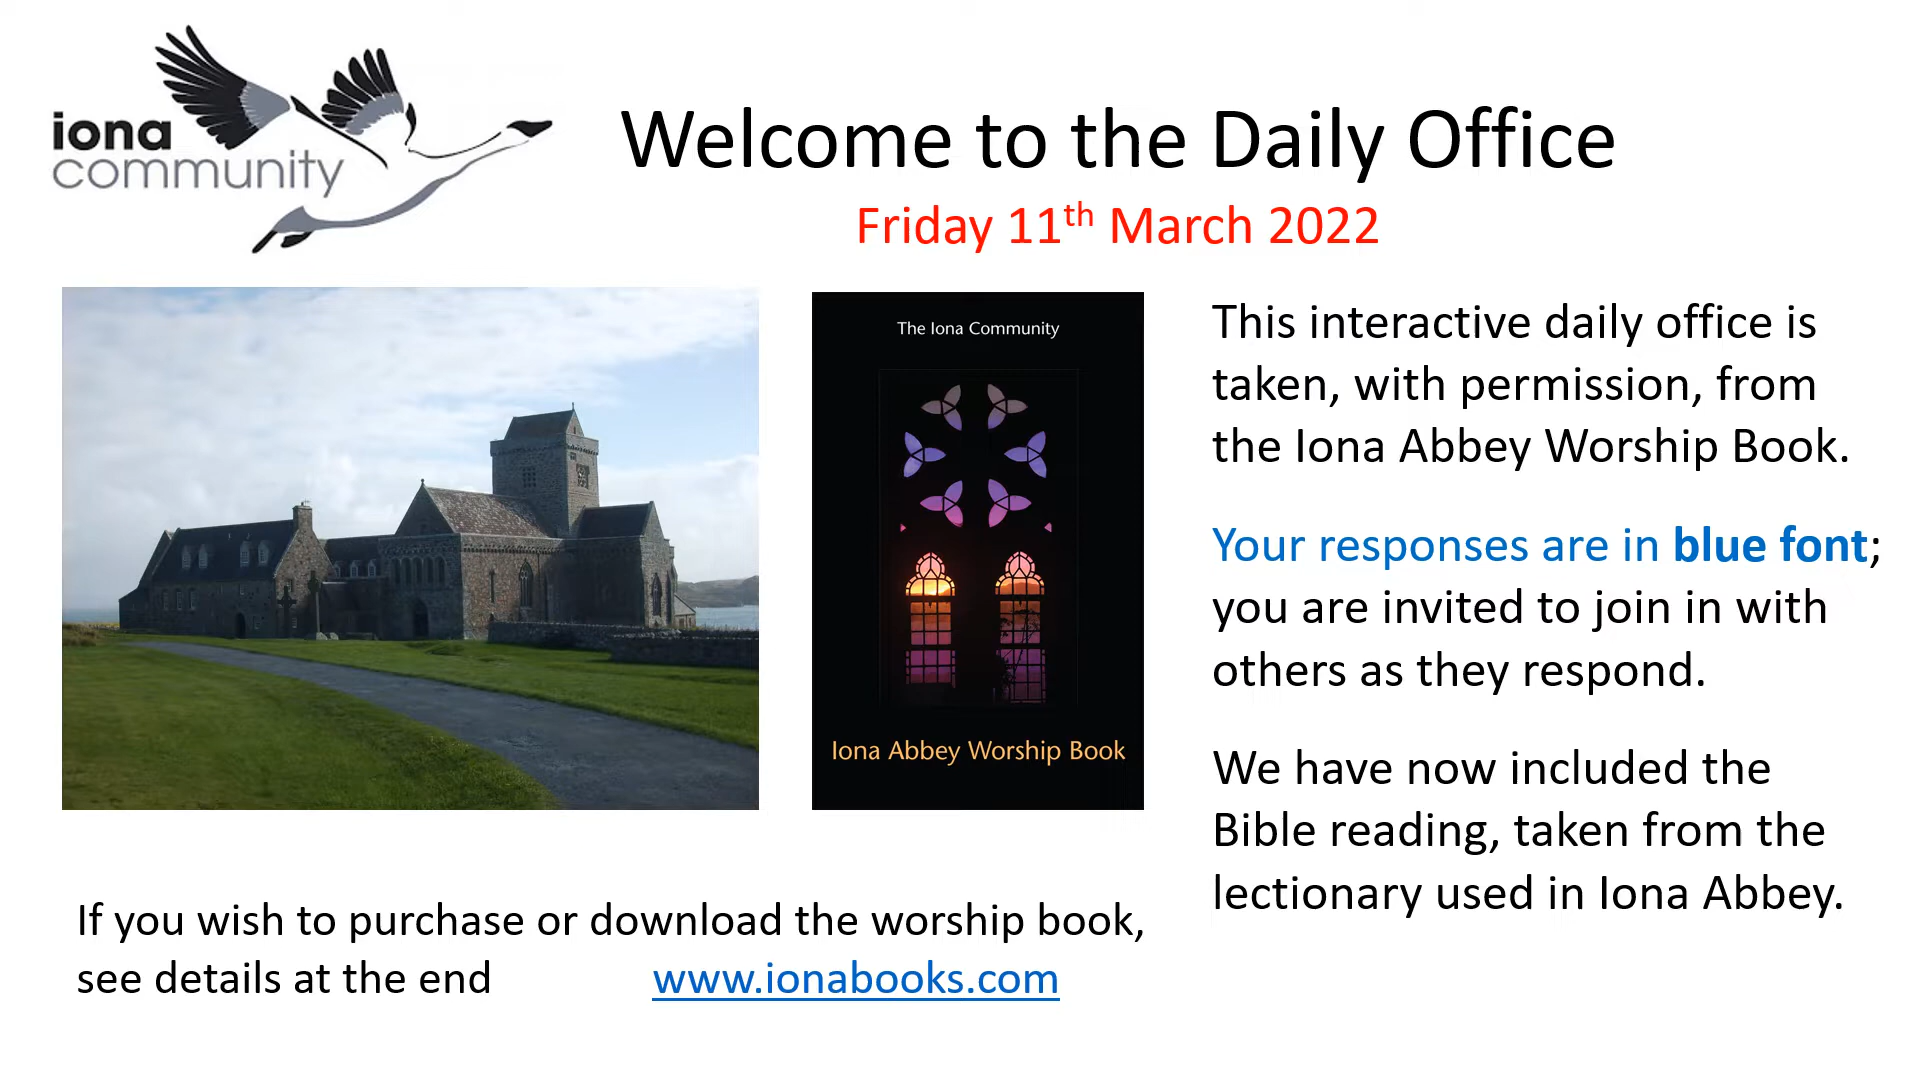 iona
community
Welcome to the Daily Office
Friday 11th March 2022
The Iona Community
Iona Abbey Worship Book
This interactive daily office is
taken, with permission, from
the Iona Abbey Worship Book.
Your responses are in blue font;
you are invited to join in with
others as they respond.
We have now included the
Bible reading, taken from the
lectionary used in Iona Abbey.
If you wish to purchase or download the worship book,
see details at the end www.ionabooks.com